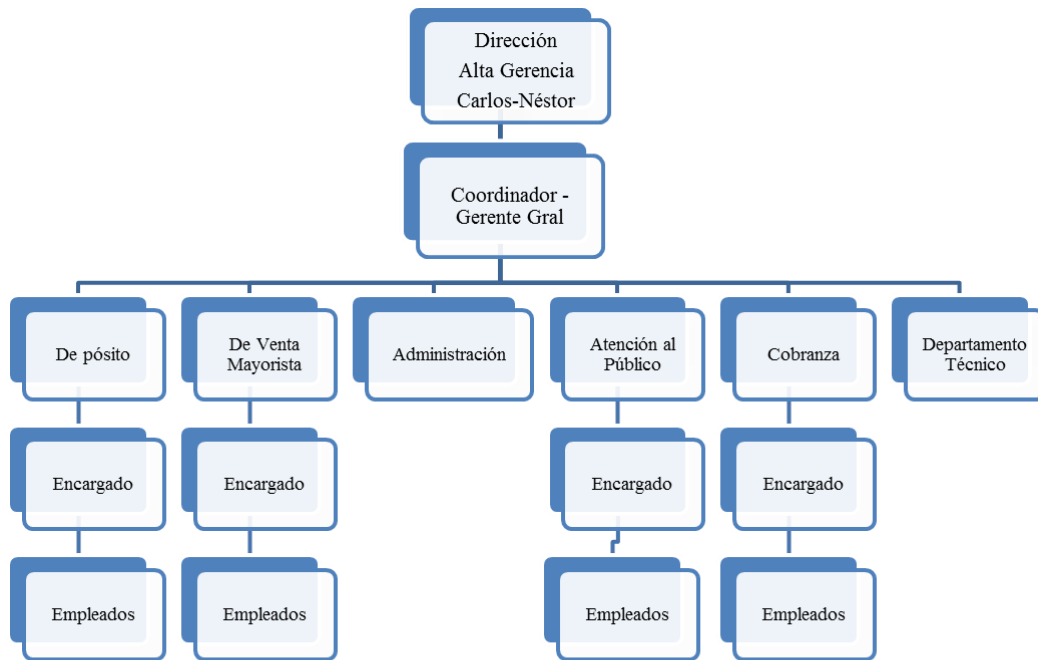 Dirección
Alta Gerencia
Carlos-Néstor
Coordinador -
Gerente Gral
De pósito
De Venta
Mayorista
Administración
Atención al
Público
Cobranza
Departamento
Técnico
Encargado
Encargado
Encargado
Encargado
Empleados
Empleados
Empleados
Empleados